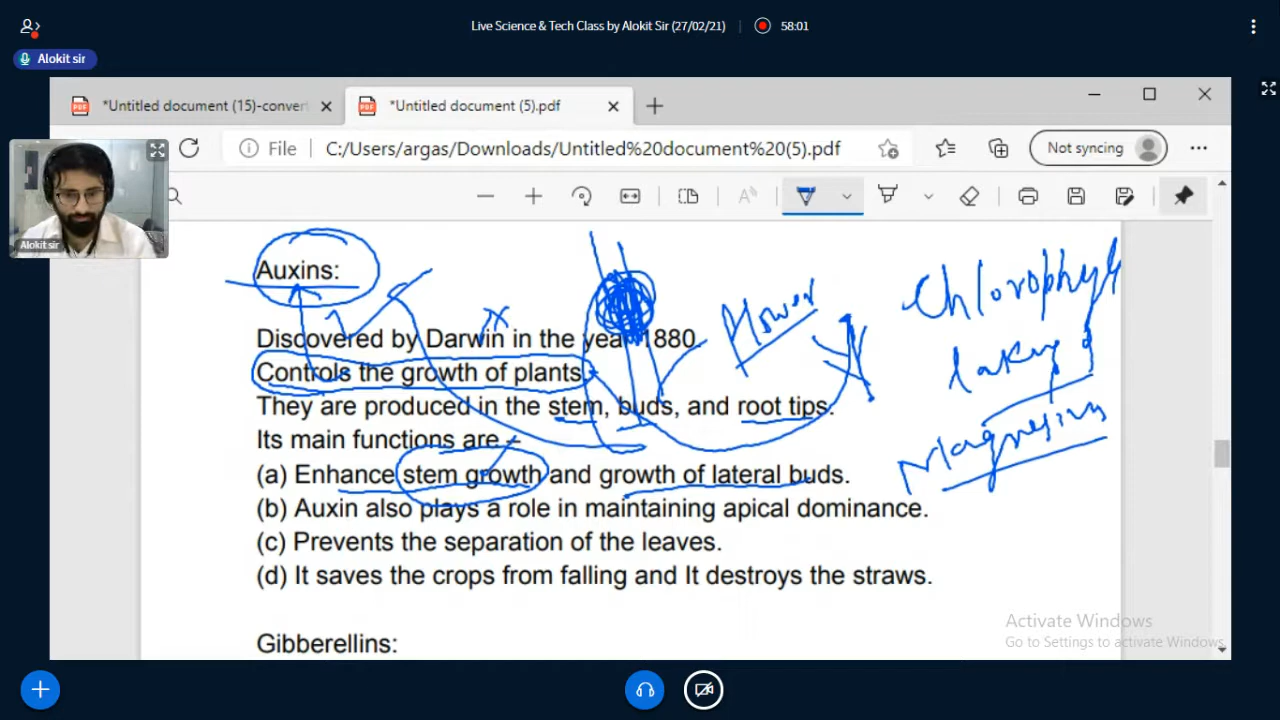 Live Science & Tech Class by Alokit Sir (27/02/21) 58:01
Alokit sir
*Untitled document (15)-conver
*Untitled document (5).pdf
File C:/Users/argas/Downloads/Untitled%20document%20(5).pdf
Not syncing
Alokit sir
Auxins:
Discovered by Darwin in the year 1880.
Controls the growth of plants.
They are produced in the stem, buds, and root tips.
Its main functions are –
(a) Enhance stem growth and growth of lateral buds.
(b) Auxin also plays a role in maintaining apical dominance.
(c) Prevents the separation of the leaves.
(d) It saves the crops from falling and It destroys the straws.
Gibberellins:
flower
Chlorophyl
Activate Windows
Go to Settings to activate Windows.